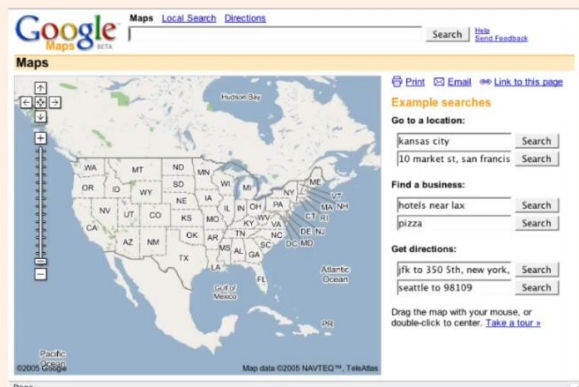 Google
Maps BETA
Maps Local Search Directions
Search
Help
Send Feedback
Maps
Print Email Link to this page
Example searches
Go to a location:
kansas city Search
10 market st, san francis Search
Find a business:
hotels near lax Search
pizza Search
Get directions:
jfk to 350 5th, new york, Search
seattle to 98109 Search
Drag the map with your mouse, or
double-click to center. Take a tour »
Hudson Bay
WA MT ND MN ME
OR ID WY SD WI MI NY VT
NV UT CO NE IA IL IN OH PA MA NH
CA KS MO KY WV VA CT RI
AZ NM OK AR TN NC DE NJ
TX MS AL GA SC DC MD
LA FL
Atlantic
Ocean
Gulf of
Mexico
PR
Pacific
Ocean
©2005 Google Map data ©2005 NAVTEQ™, TeleAtlas